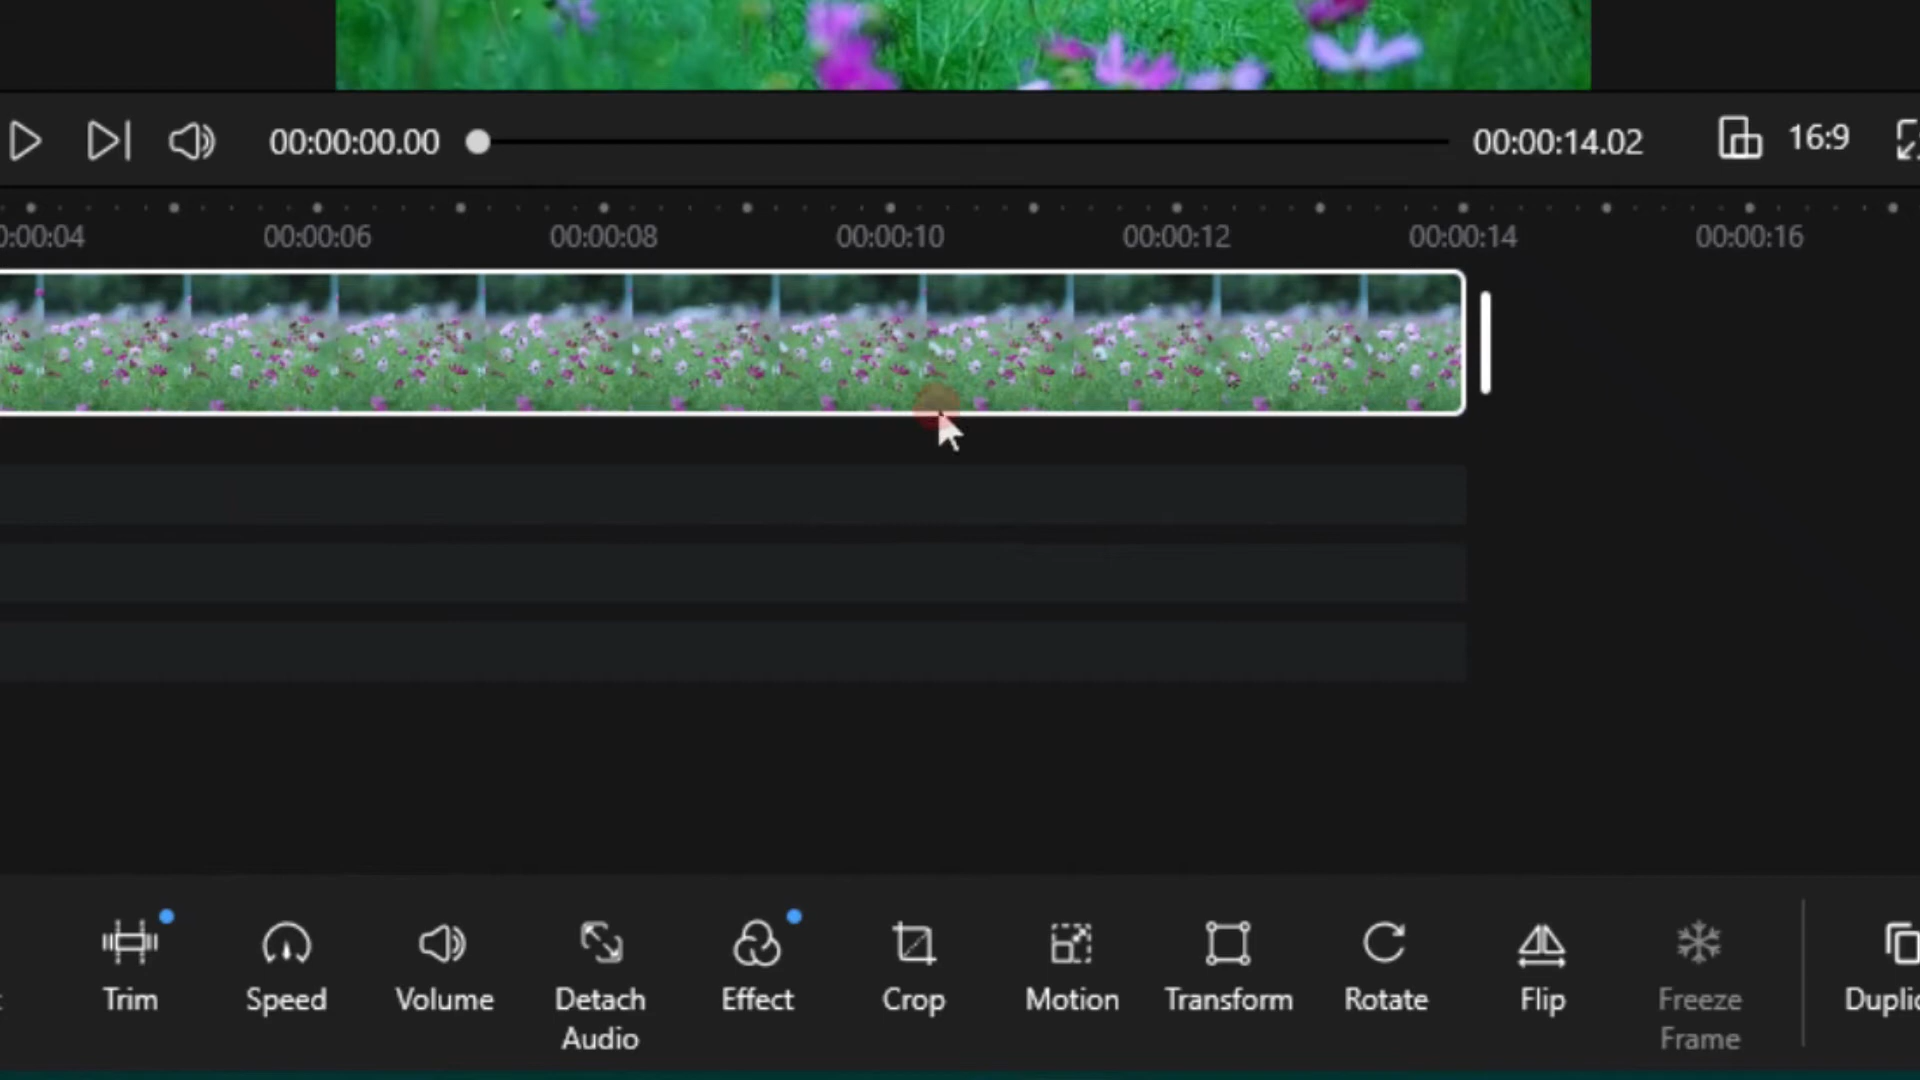 00:00:00.00 00:00:14.02 16:9
0:00:04 00:00:06 00:00:08 00:00:10 00:00:12 00:00:14 00:00:16
Trim Speed Volume Detach Audio Effect Crop Motion Transform Rotate Flip Freeze Frame Duplic